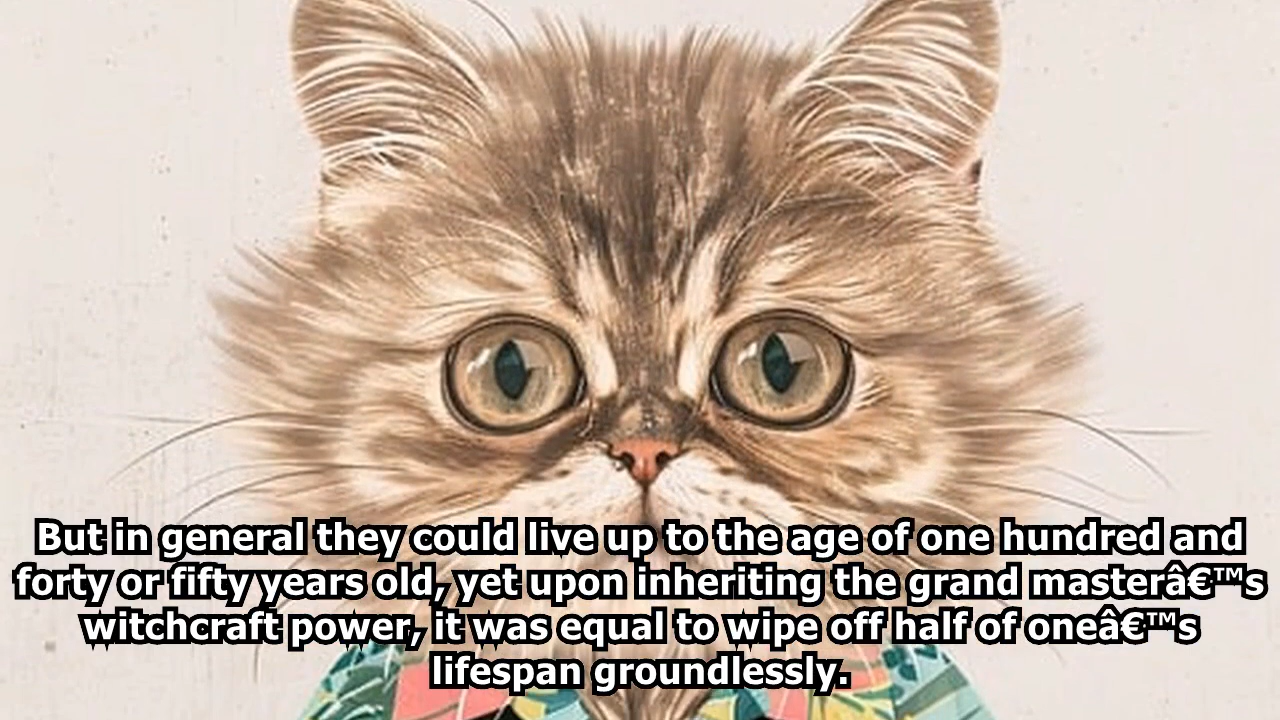 But in general they could live up to the age of one hundred and
forty or fifty years old, yet upon inheriting the grand masterâ€™s
witchcraft power, it was equal to wipe off half of oneâ€™s
lifespan groundlessly.